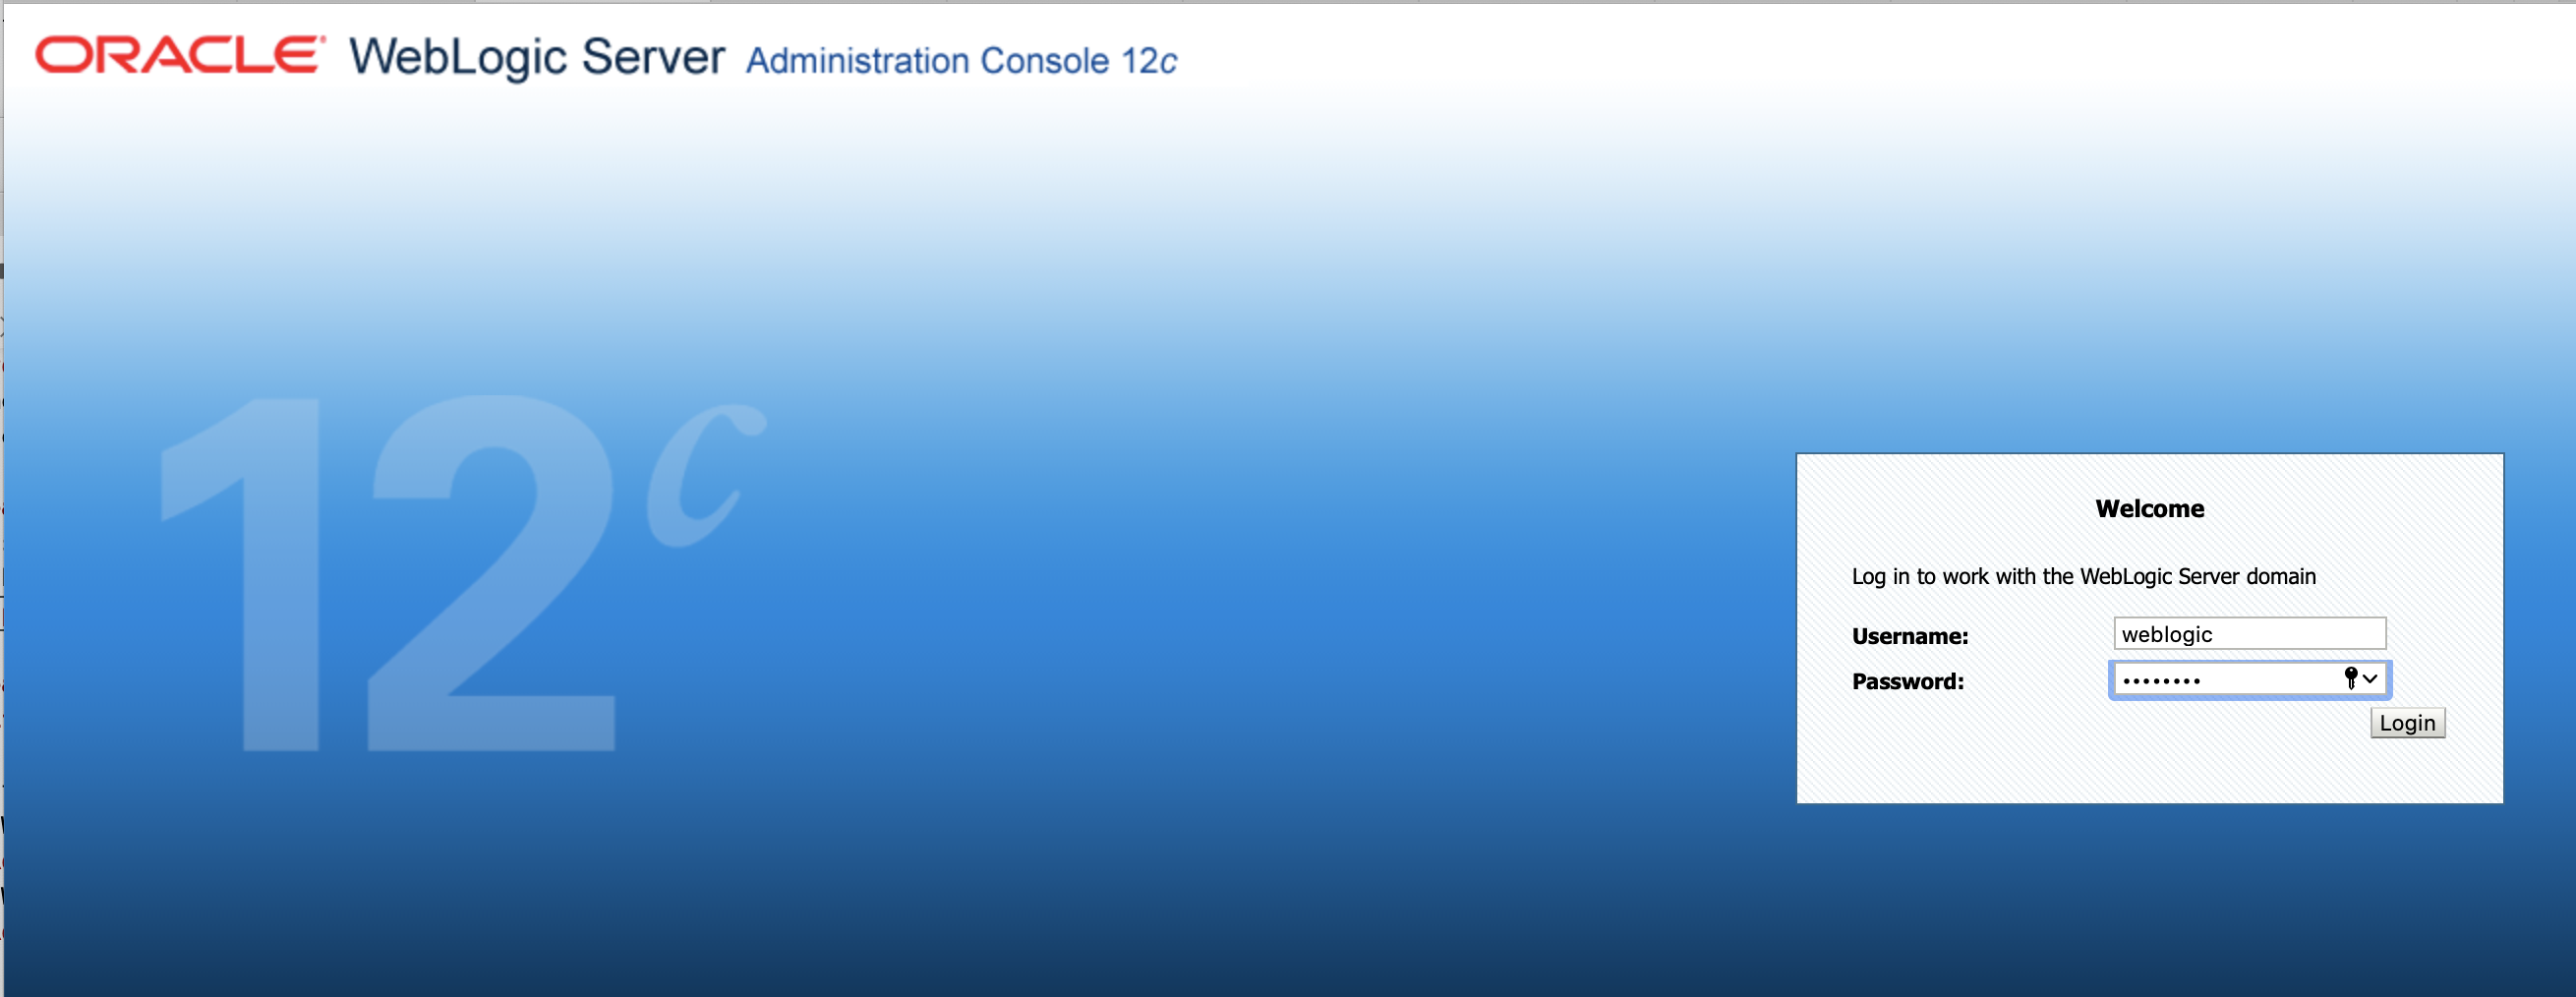 ORACLE WebLogic Server Administration Console 12c
12c
Welcome
Log in to work with the WebLogic Server domain
Username: weblogic
Password: ••••••••
Login